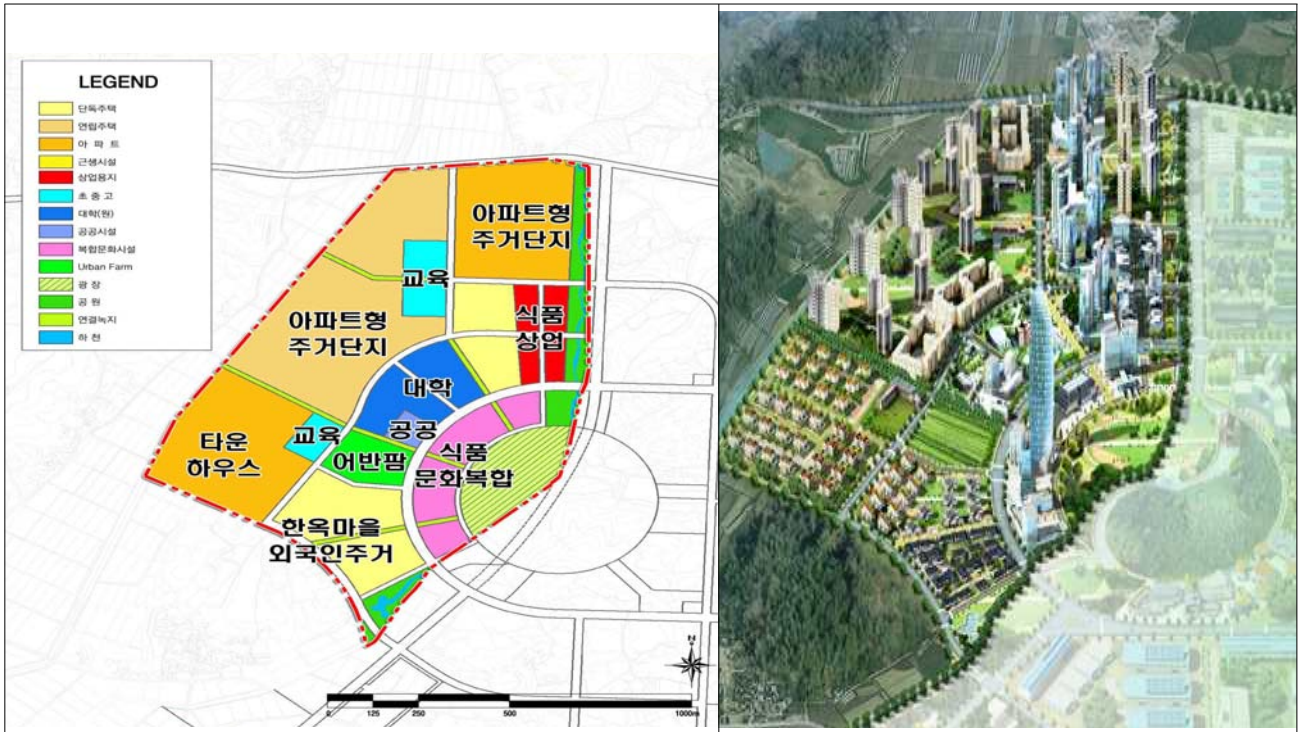 LEGEND
단독주택
연립주택
아 파 트
근생시설
상업용지
초 중 고
대학(원)
공공시설
복합문화시설
Urban Farm
광 장
공 원
연결녹지
하 천
아파트형
주거단지
교육
식품
상업
아파트형
주거단지
대학
공공
교육
타운
하우스
어반팜
식품
문화복합
한옥마을
외국인주거
N
0 125 250 500 1000m